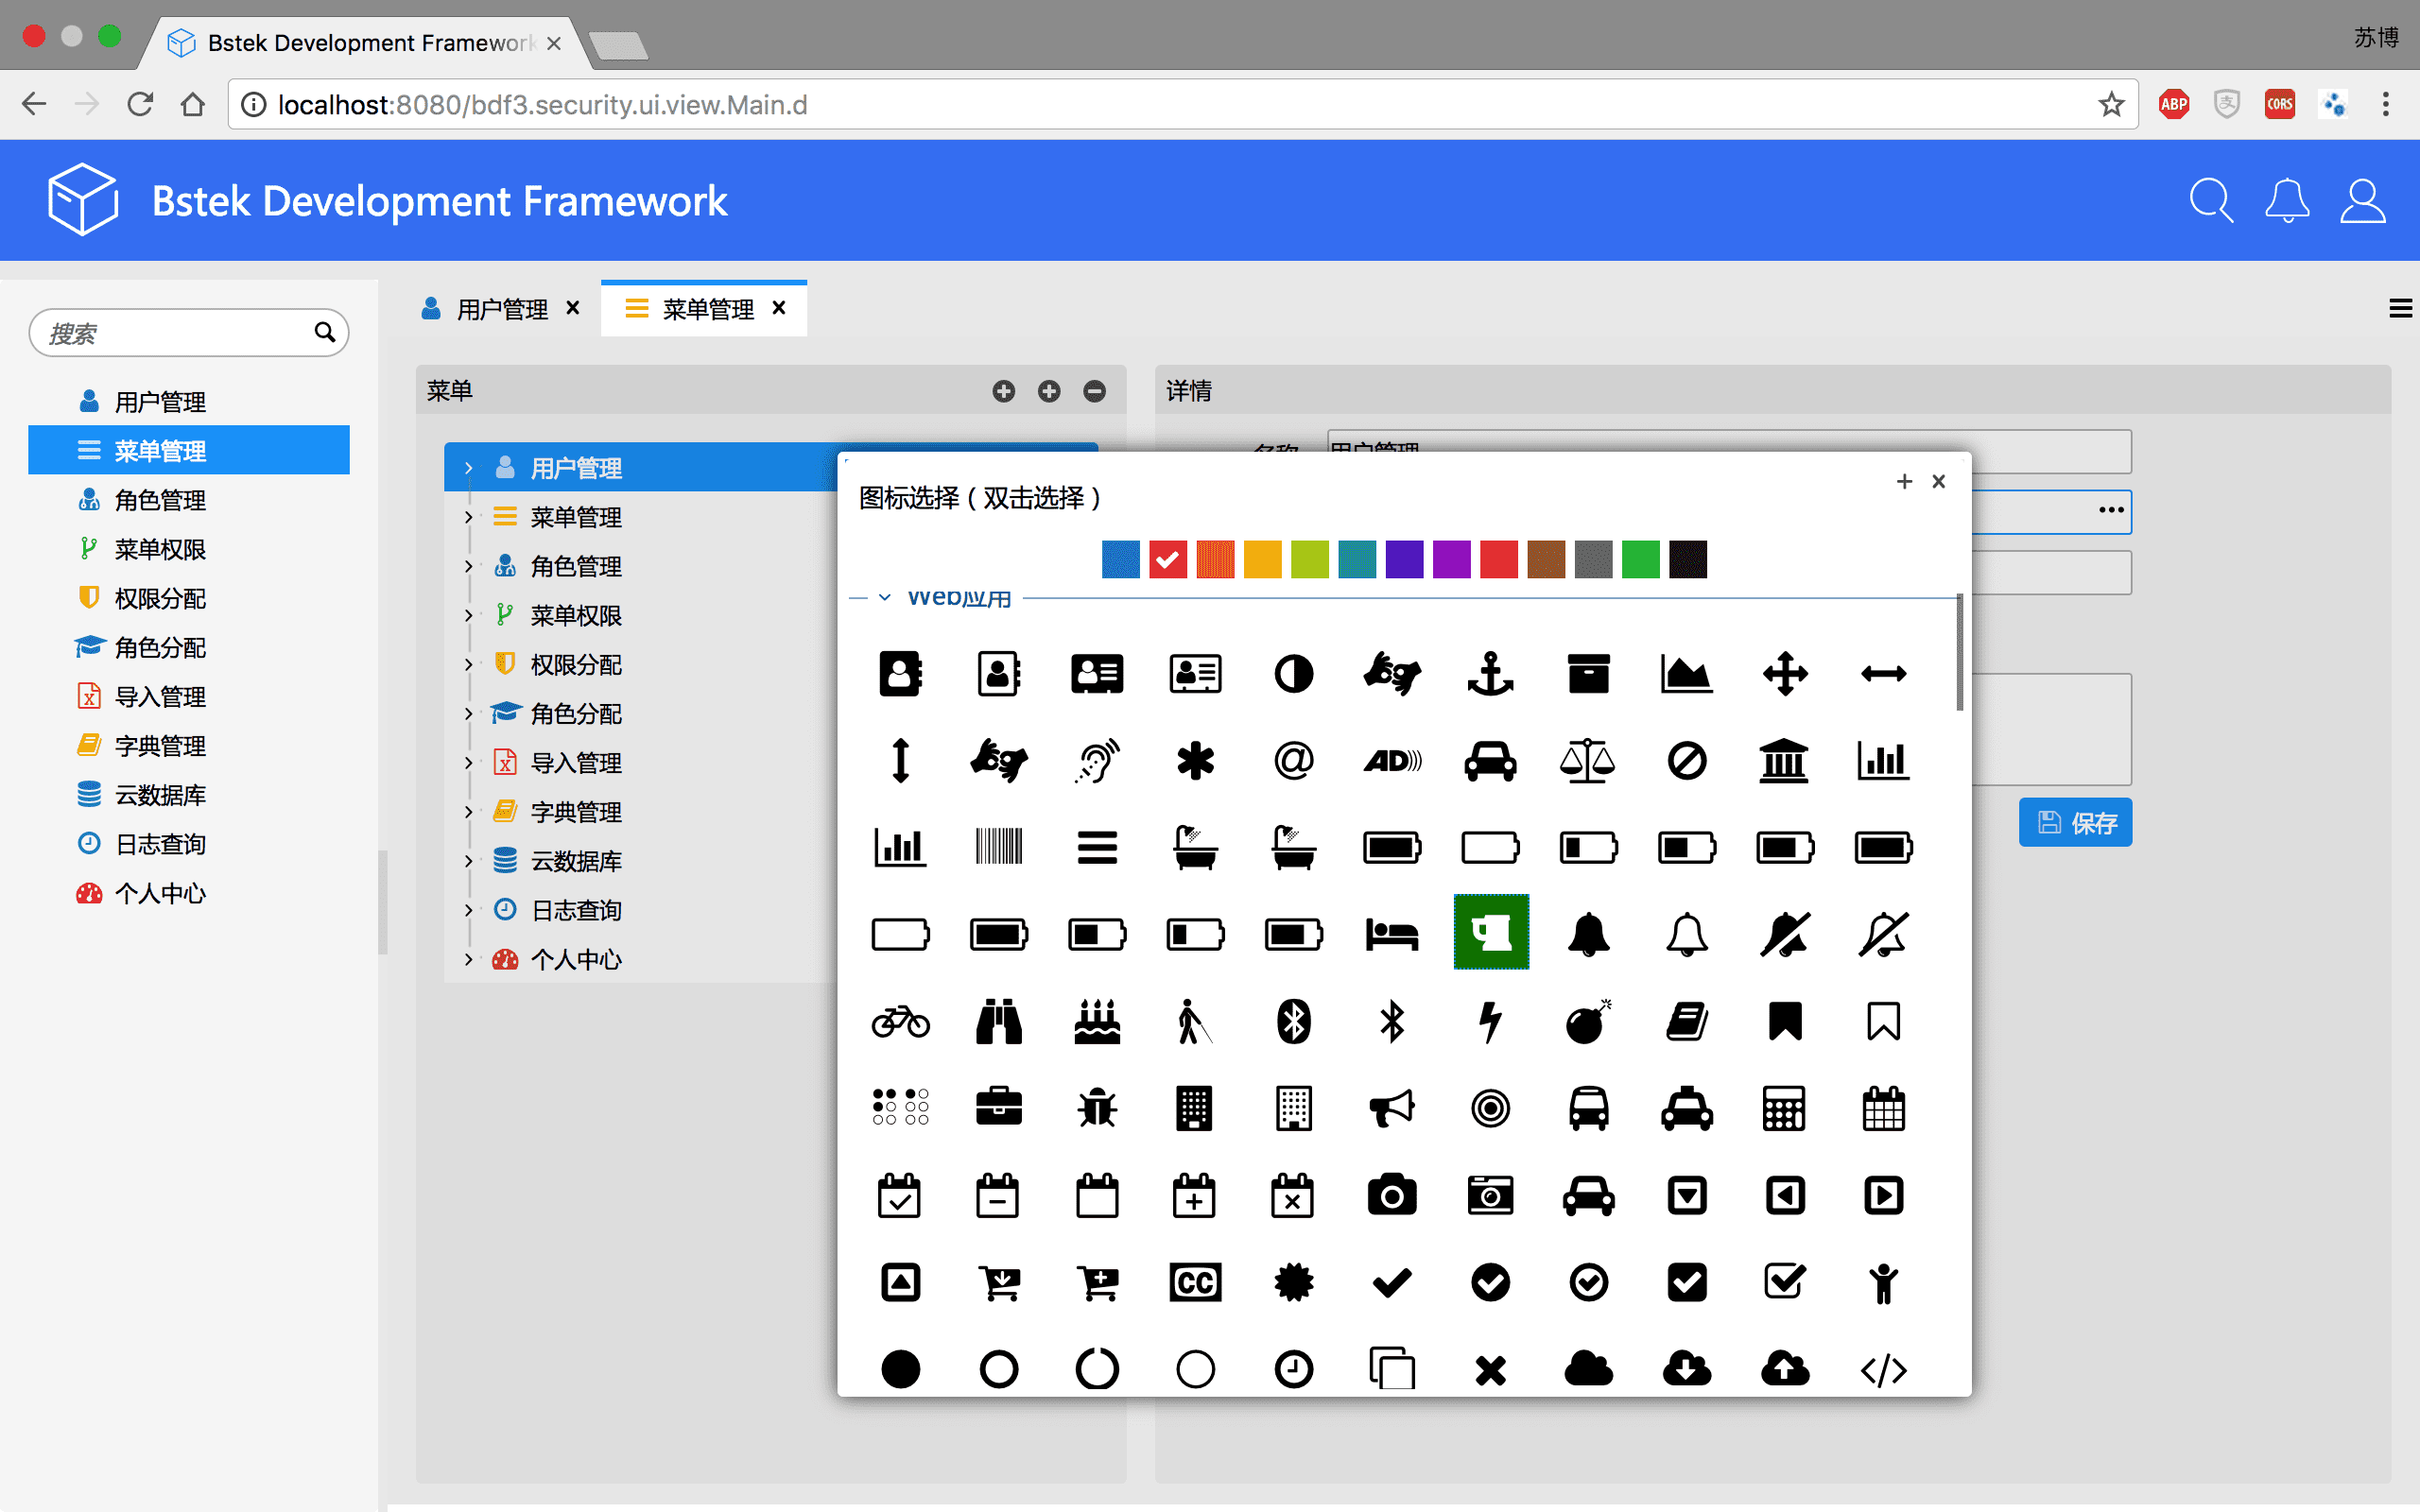 Bstek Development Framework
苏博
localhost:8080/bdf3.security.ui.view.Main.d
ABP
支
CORS
Bstek Development Framework
用户管理
菜单管理
搜索
用户管理
菜单管理
角色管理
菜单权限
权限分配
角色分配
导入管理
字典管理
云数据库
日志查询
个人中心
菜单
用户管理
菜单管理
角色管理
菜单权限
权限分配
角色分配
导入管理
字典管理
云数据库
日志查询
个人中心
详情
名称
用户管理
保存
图标选择（双击选择）
Web应用
@
AD
CC